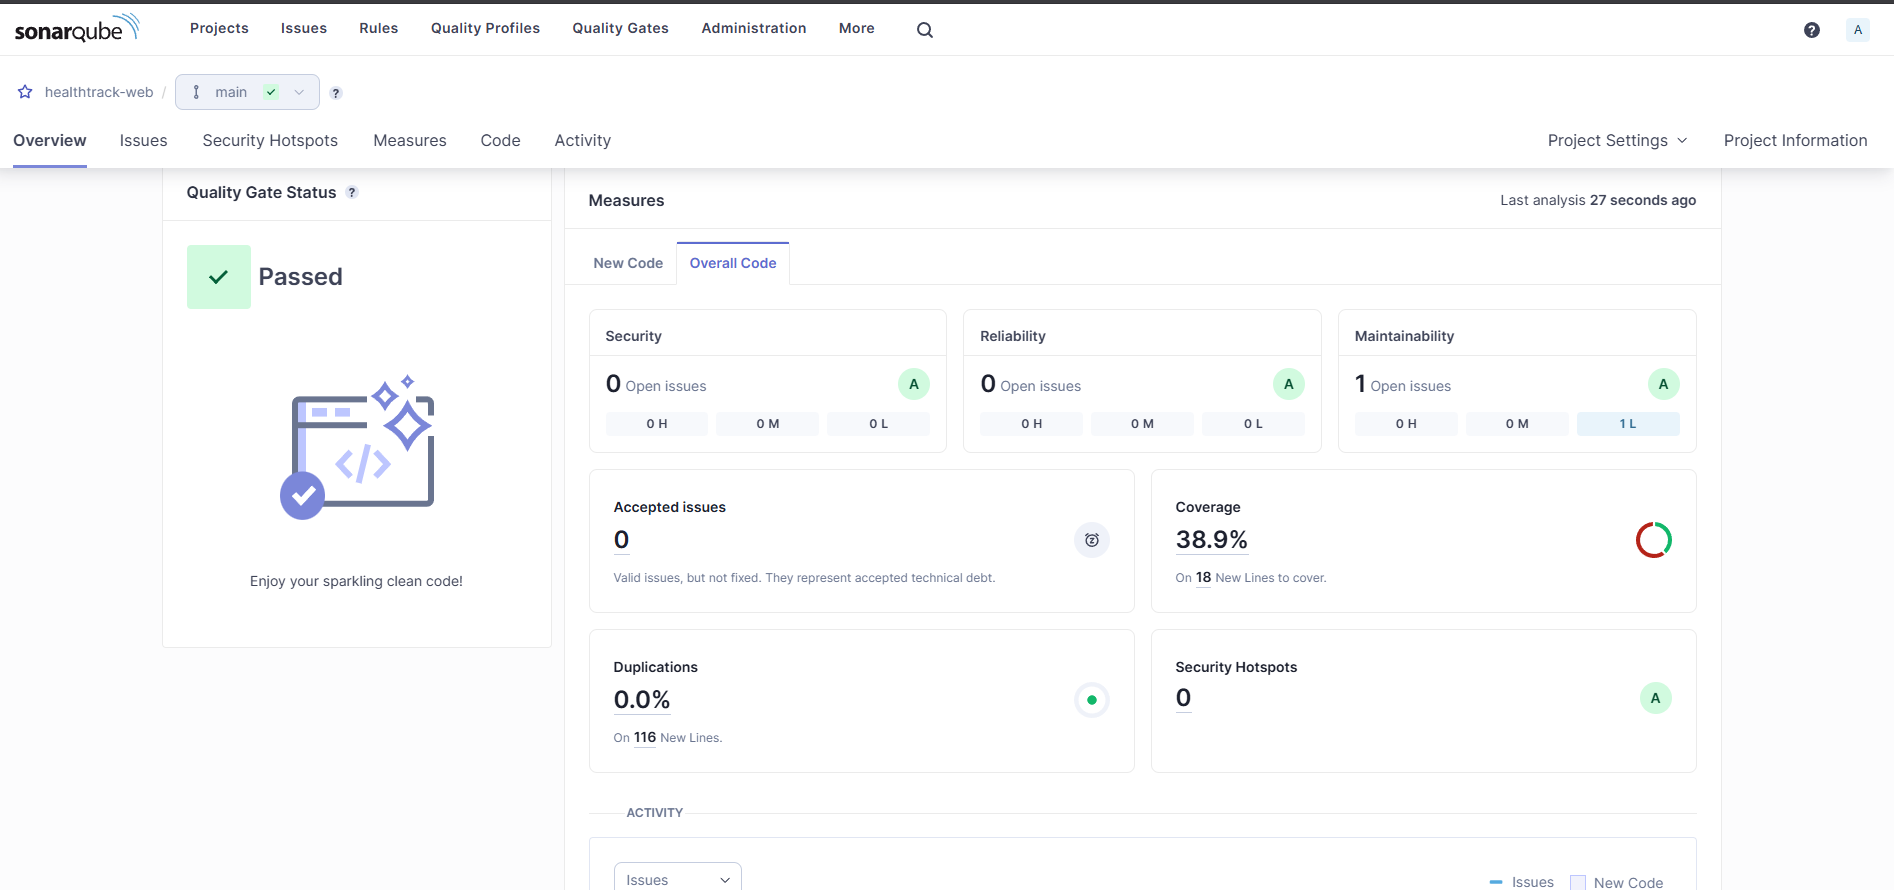 sonarqube Projects Issues Rules Quality Profiles Quality Gates Administration More ? A
healthtrack-web / main ?
Overview Issues Security Hotspots Measures Code Activity Project Settings Project Information
Quality Gate Status ?
Passed
</>
Enjoy your sparkling clean code!
Measures Last analysis 27 seconds ago
New Code Overall Code
Security
0 Open issues A
0 H 0 M 0 L
Reliability
0 Open issues A
0 H 0 M 0 L
Maintainability
1 Open issues A
0 H 0 M 1 L
Accepted issues
0
Valid issues, but not fixed. They represent accepted technical debt.
Coverage
38.9%
On 18 New Lines to cover.
Duplications
0.0%
On 116 New Lines.
Security Hotspots
0 A
ACTIVITY
Issues
Issues New Code